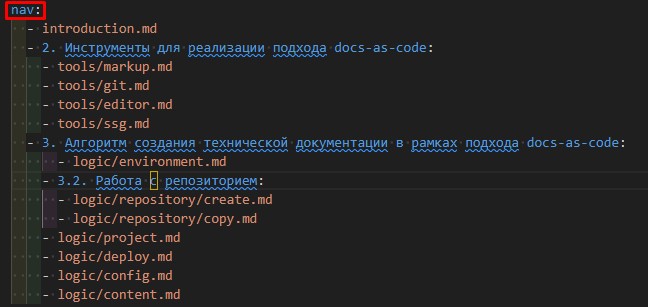 nav:
- introduction.md
- 2. Инструменты для реализации подхода docs-as-code:
- tools/markup.md
- tools/git.md
- tools/editor.md
- tools/ssg.md
- 3. Алгоритм создания технической документации в рамках подхода docs-as-code:
- logic/environment.md
- 3.2. Работа с репозиторием:
- logic/repository/create.md
- logic/repository/copy.md
- logic/project.md
- logic/deploy.md
- logic/config.md
- logic/content.md